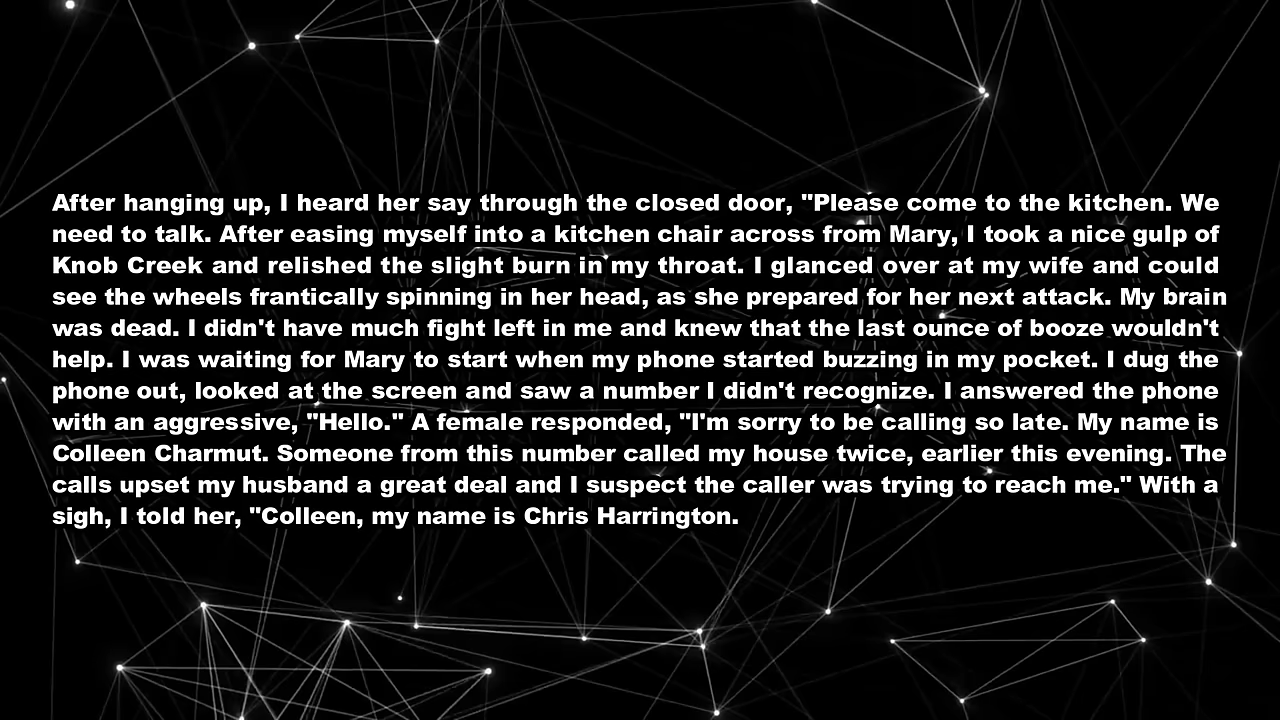 After hanging up, I heard her say through the closed door, "Please come to the kitchen. We
need to talk. After easing myself into a kitchen chair across from Mary, I took a nice gulp of
Knob Creek and relished the slight burn in my throat. I glanced over at my wife and could
see the wheels frantically spinning in her head, as she prepared for her next attack. My brain
was dead. I didn't have much fight left in me and knew that the last ounce of booze wouldn't
help. I was waiting for Mary to start when my phone started buzzing in my pocket. I dug the
phone out, looked at the screen and saw a number I didn't recognize. I answered the phone
with an aggressive, "Hello." A female responded, "I'm sorry to be calling so late. My name is
Colleen Charmut. Someone from this number called my house twice, earlier this evening. The
calls upset my husband a great deal and I suspect the caller was trying to reach me." With a
sigh, I told her, "Colleen, my name is Chris Harrington.